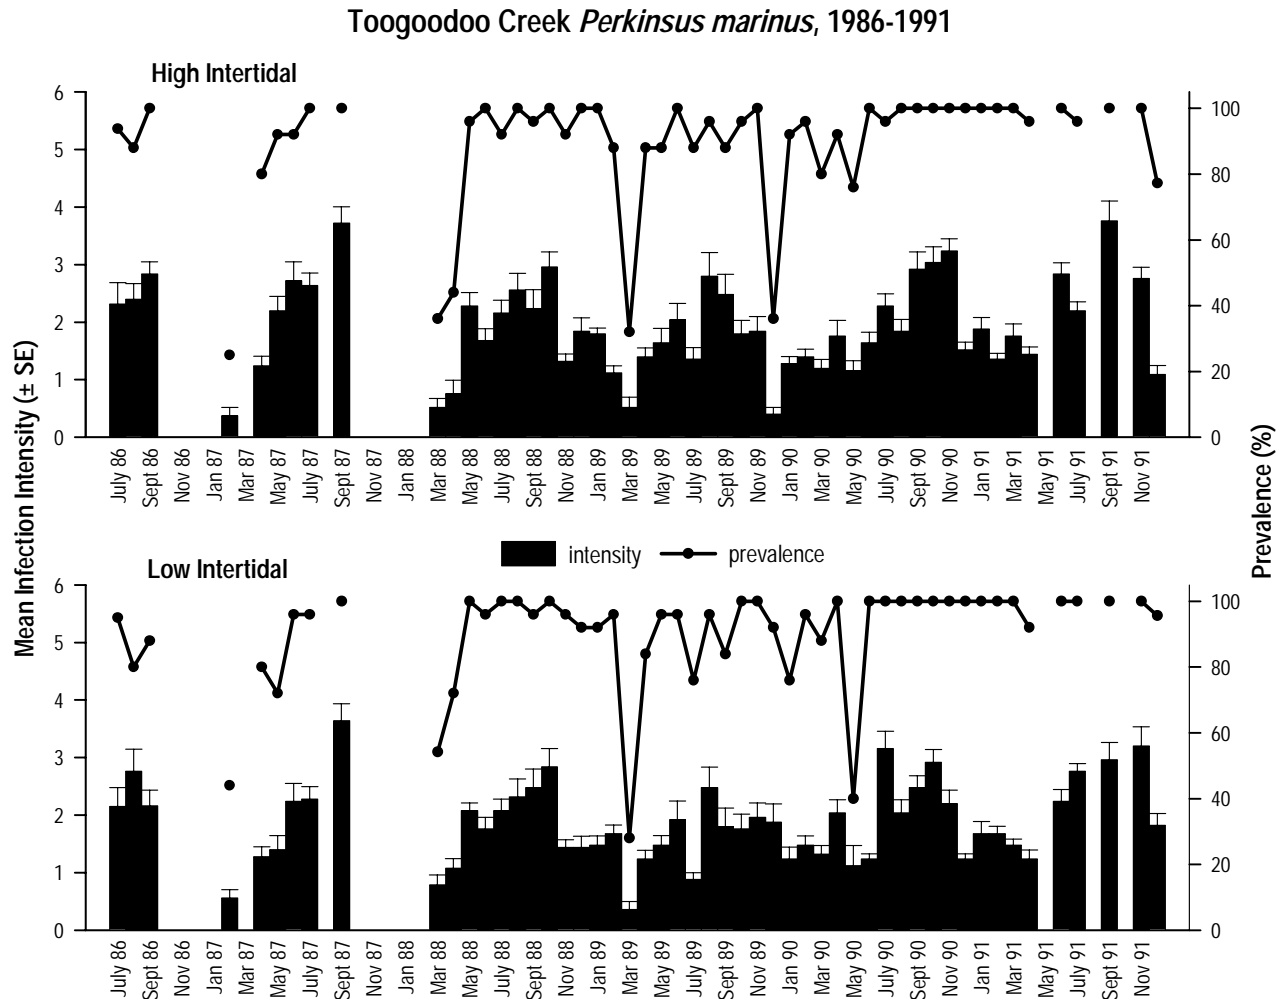 Toogoodoo Creek Perkinsus marinus, 1986-1991
High Intertidal
6
5
4
3
2
1
0
100
80
60
40
20
0
July 86
Sept 86
Nov 86
Jan 87
Mar 87
May 87
July 87
Sept 87
Nov 87
Jan 88
Mar 88
May 88
July 88
Sept 88
Nov 88
Jan 89
Mar 89
May 89
July 89
Sept 89
Nov 89
Jan 90
Mar 90
May 90
July 90
Sept 90
Nov 90
Jan 91
Mar 91
May 91
July 91
Sept 91
Nov 91
Mean Infection Intensity (± SE)
Prevalence (%)
intensity
prevalence
Low Intertidal
6
5
4
3
2
1
0
100
80
60
40
20
0
July 86
Sept 86
Nov 86
Jan 87
Mar 87
May 87
July 87
Sept 87
Nov 87
Jan 88
Mar 88
May 88
July 88
Sept 88
Nov 88
Jan 89
Mar 89
May 89
July 89
Sept 89
Nov 89
Jan 90
Mar 90
May 90
July 90
Sept 90
Nov 90
Jan 91
Mar 91
May 91
July 91
Sept 91
Nov 91